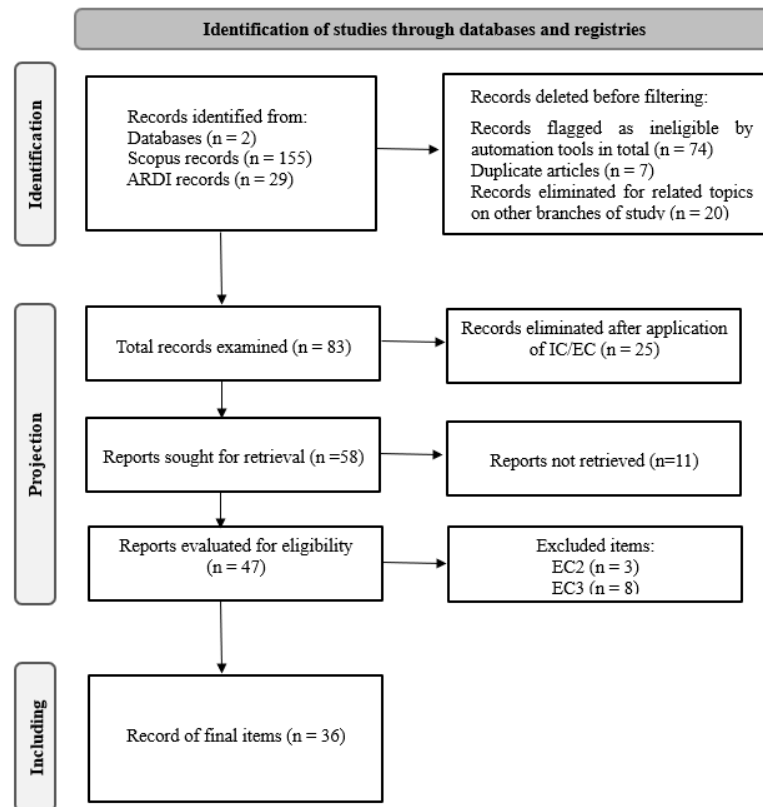 Identification of studies through databases and registries
Identification
Records identified from:
Databases (n = 2)
Scopus records (n = 155)
ARDI records (n = 29)
Records deleted before filtering:
Records flagged as ineligible by
automation tools in total (n = 74)
Duplicate articles (n = 7)
Records eliminated for related topics
on other branches of study (n = 20)
Projection
Total records examined (n = 83)
Records eliminated after application
of IC/EC (n = 25)
Reports sought for retrieval (n =58)
Reports not retrieved (n=11)
Reports evaluated for eligibility
(n = 47)
Excluded items:
EC2 (n = 3)
EC3 (n = 8)
Including
Record of final items (n = 36)